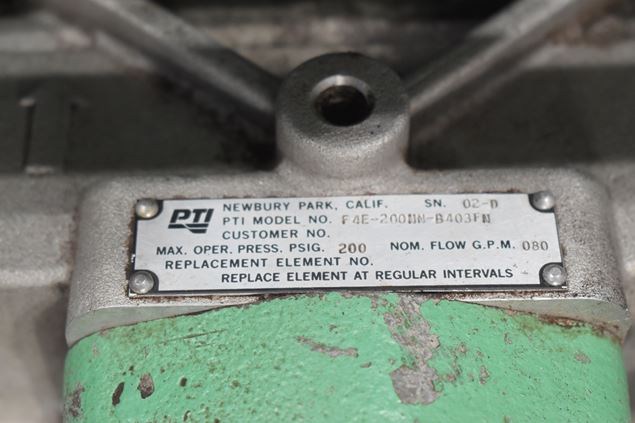 PTI
NEWBURY PARK, CALIF. SN. 02-D
PTI MODEL NO. F4E-200NN-B403FN
CUSTOMER NO.
MAX. OPER. PRESS. PSIG. 200 NOM. FLOW G.P.M. 080
REPLACEMENT ELEMENT NO.
REPLACE ELEMENT AT REGULAR INTERVALS